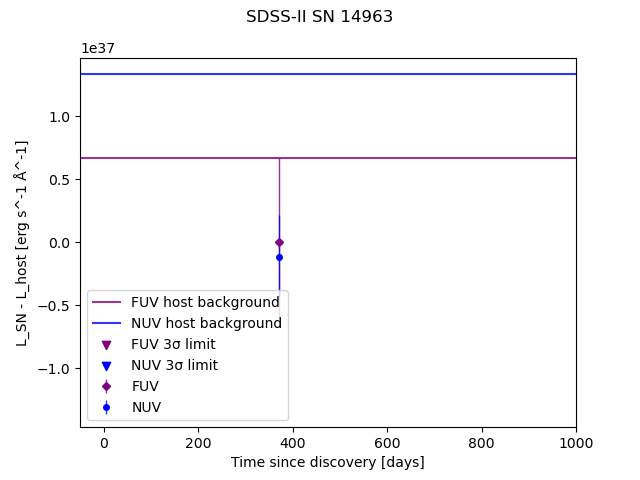 SDSS-II SN 14963
1e37
1.0
0.5
0.0
−0.5
−1.0
L_SN - L_host [erg s^-1 Å^-1]
FUV host background
NUV host background
FUV 3σ limit
NUV 3σ limit
FUV
NUV
0 200 400 600 800 1000
Time since discovery [days]